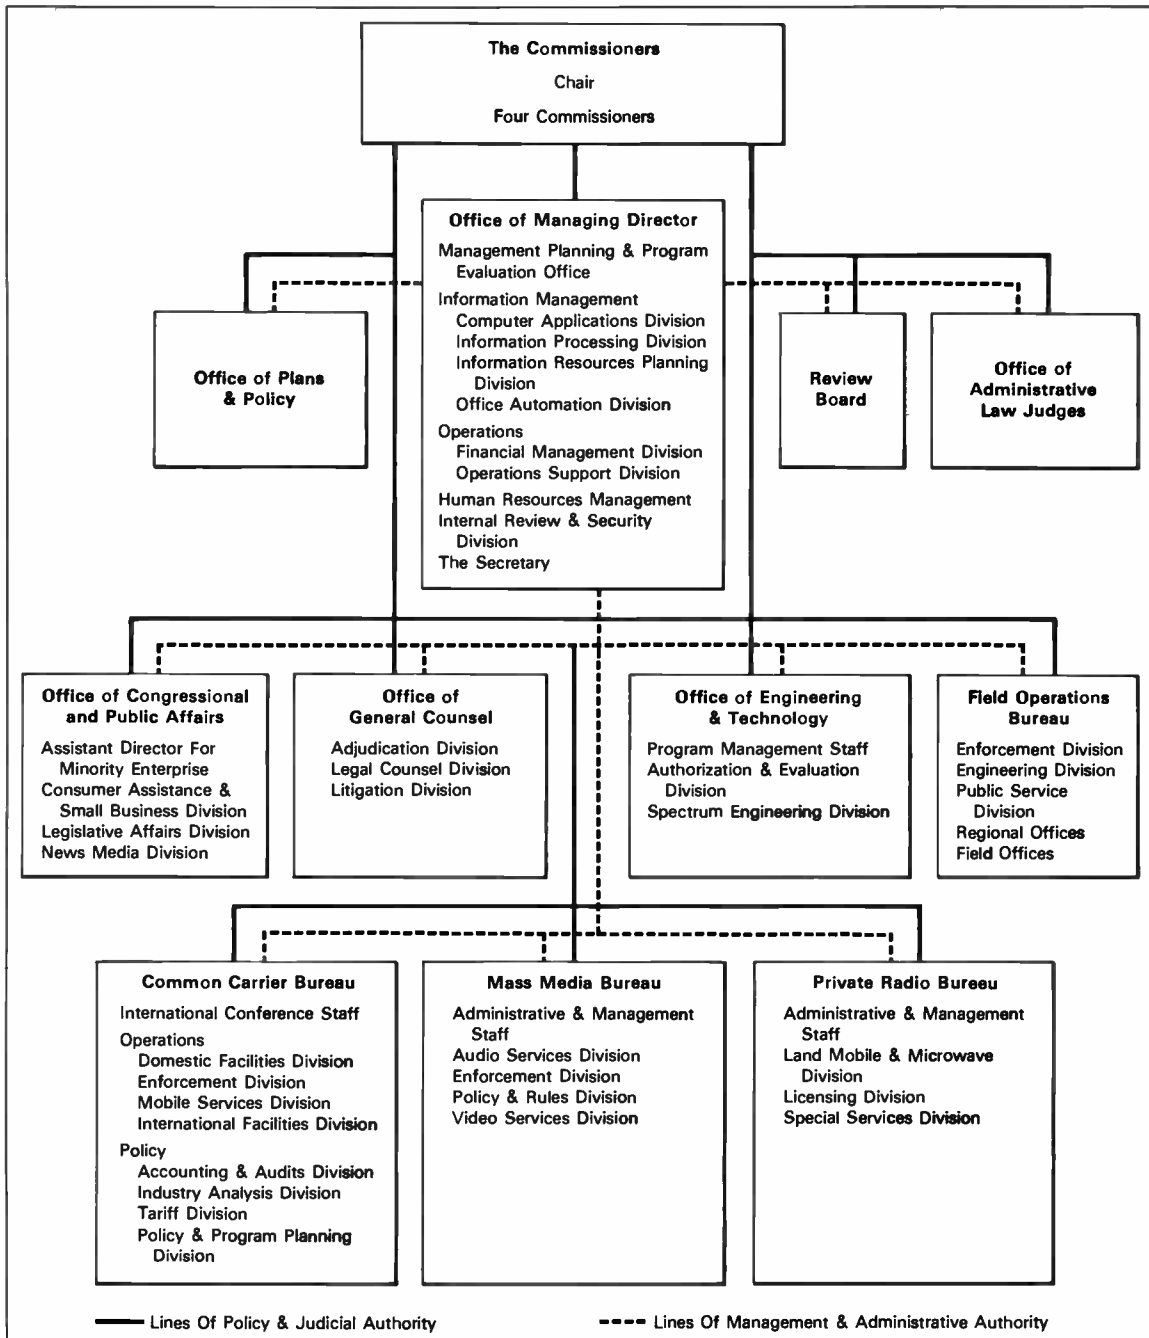 The Commissioners
Chair
Four Commissioners
Office of Managing Director
Management Planning & Program
Evaluation Office
Information Management
Computer Applications Division
Information Processing Division
Information Resources Planning
Division
Office Automation Division
Operations
Financial Management Division
Operations Support Division
Human Resources Management
Internal Review & Security
Division
The Secretary
Office of Plans
& Policy
Review
Board
Office of
Administrative
Law Judges
Office of Congressional
and Public Affairs
Assistant Director For
Minority Enterprise
Consumer Assistance &
Small Business Division
Legislative Affairs Division
News Media Division
Office of
General Counsel
Adjudication Division
Legal Counsel Division
Litigation Division
Office of Engineering
& Technology
Program Management Staff
Authorization & Evaluation
Division
Spectrum Engineering Division
Field Operations
Bureau
Enforcement Division
Engineering Division
Public Service
Division
Regional Offices
Field Offices
Common Carrier Bureau
International Conference Staff
Operations
Domestic Facilities Division
Enforcement Division
Mobile Services Division
International Facilities Division
Policy
Accounting & Audits Division
Industry Analysis Division
Tariff Division
Policy & Program Planning
Division
Mass Media Bureau
Administrative & Management
Staff
Audio Services Division
Enforcement Division
Policy & Rules Division
Video Services Division
Private Radio Bureeu
Administrative & Management
Staff
Land Mobile & Microwave
Division
Licensing Division
Special Services Division
Lines Of Policy & Judicial Authority
Lines Of Management & Administrative Authority